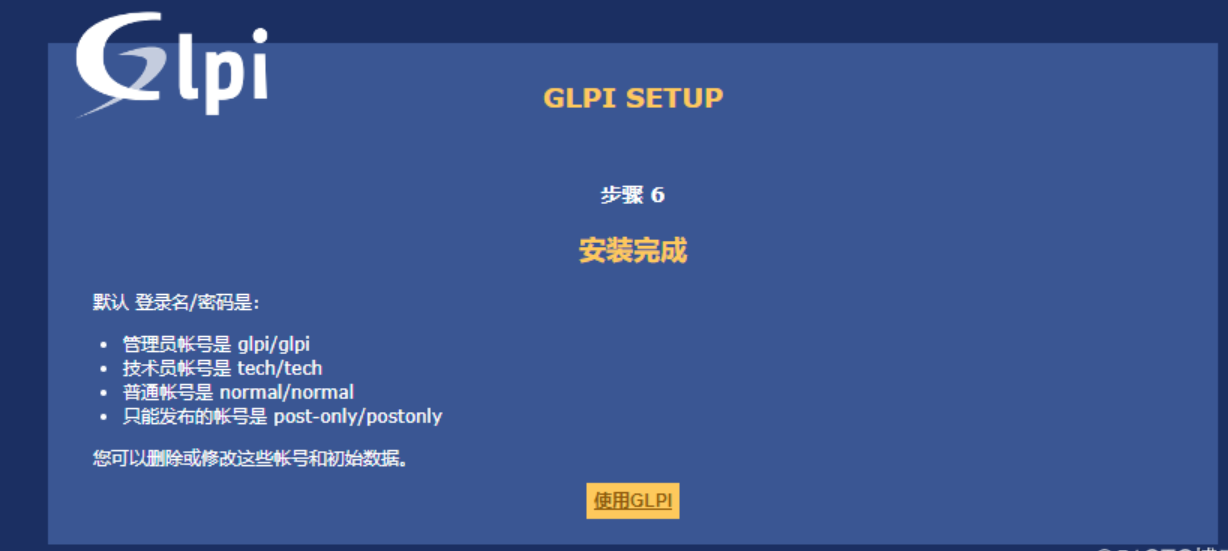 Glpi
GLPI SETUP
步骤 6
安装完成
默认 登录名/密码是：
管理员帐号是 glpi/glpi
技术员帐号是 tech/tech
普通帐号是 normal/normal
只能发布的帐号是 post-only/postonly
您可以删除或修改这些帐号和初始数据。
使用GLPI